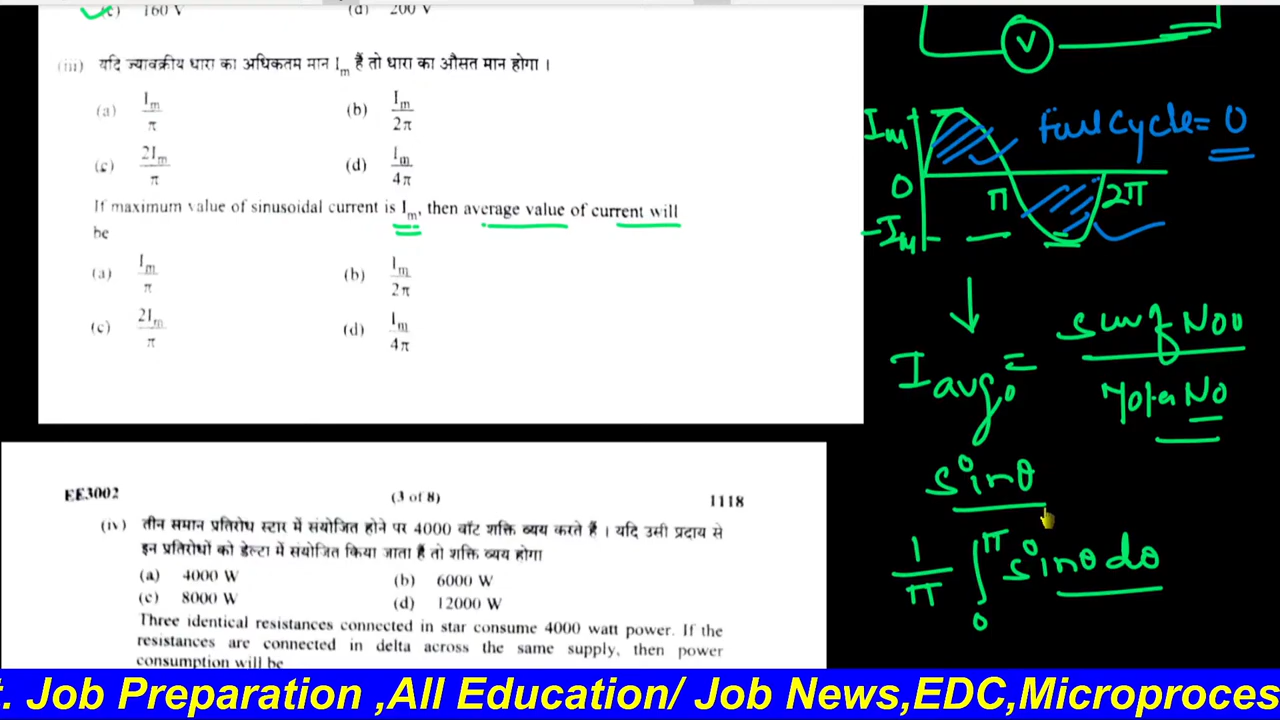 (c) 160 V (d) 200 V
(iii) यदि ज्यावक्रीय धारा का अधिकतम मान Im हैं तो धारा का औसत मान होगा ।
(a) Im/π (b) Im/2π
(c) 2Im/π (d) Im/4π
If maximum value of sinusoidal current is Im, then average value of current will
be
(a) Im/π (b) Im/2π
(c) 2Im/π (d) Im/4π
EE3002 (3 of 8) 1118
(iv) तीन समान प्रतिरोध स्टार में संयोजित होने पर 4000 वॉट शक्ति व्यय करते हैं । यदि उसी प्रदाय से
इन प्रतिरोधों को डेल्टा में संयोजित किया जाता हैं तो शक्ति व्यय होगा
(a) 4000 W (b) 6000 W
(c) 8000 W (d) 12000 W
Three identical resistances connected in star consume 4000 watt power. If the
resistances are connected in delta across the same supply, then power
consumption will be
V
Im
Full Cycle = 0
0 π 2π
-Im
Iavg = Sum of No
No
sinθ
1/π ∫0π sinθ dθ
t. Job Preparation ,All Education/ Job News,EDC,Microproces